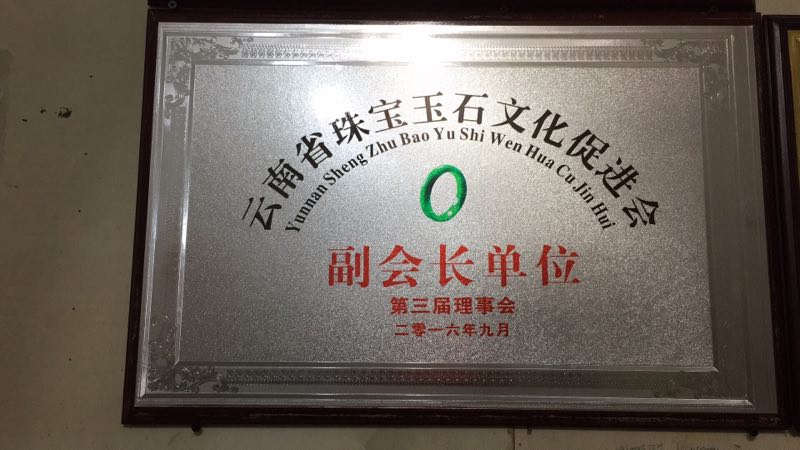 云南省珠宝玉石文化促进会
Yunnan Sheng Zhu Bao Yu Shi Wen Hua Cu Jin Hui
副会长单位
第三届理事会
二零一六年九月